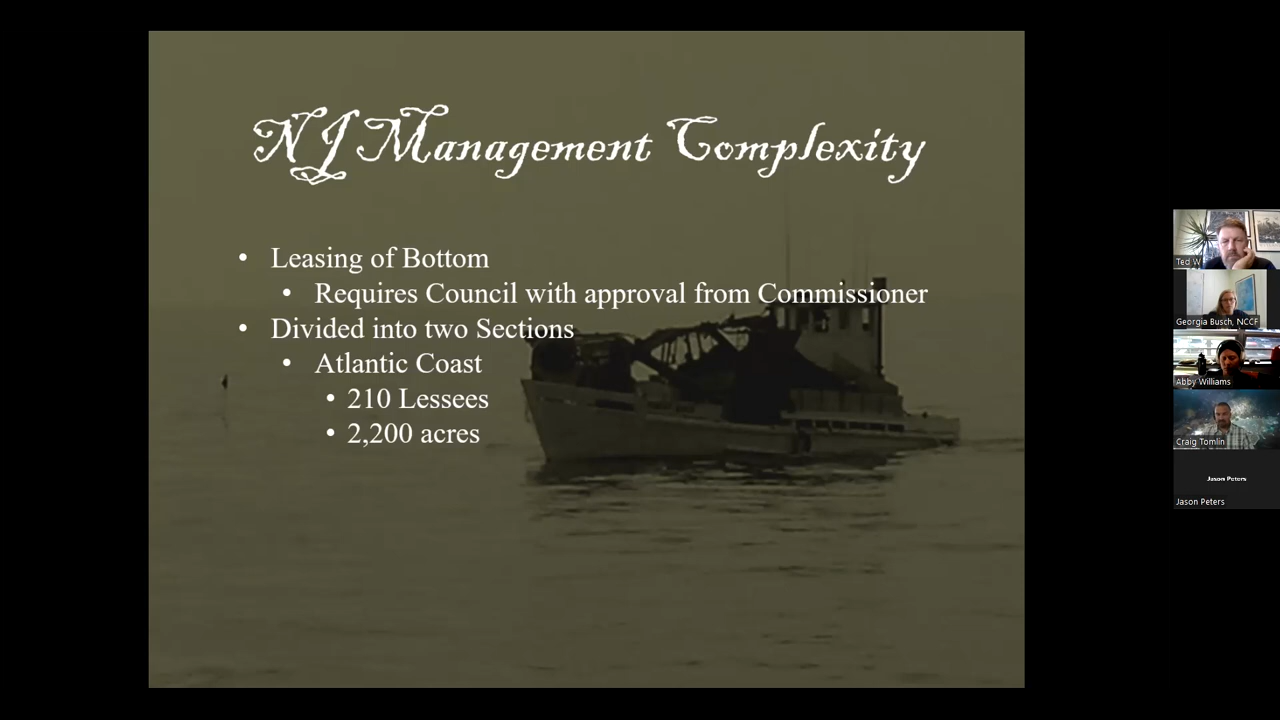 NJ Management Complexity
• Leasing of Bottom
• Requires Council with approval from Commissioner
• Divided into two Sections
• Atlantic Coast
• 210 Lessees
• 2,200 acres
Ted W
Georgia Busch, NCCF
Abby Williams
Craig Tomlin
Jason Peters
Jason Peters